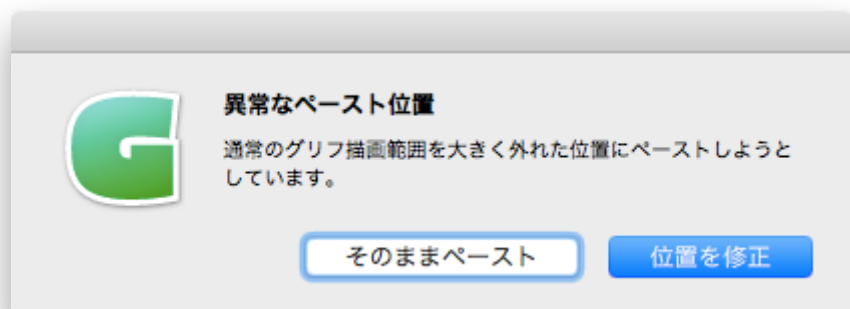 異常なペースト位置
通常のグリフ描画範囲を大きく外れた位置にペーストしようと
しています。
そのままペースト
位置を修正